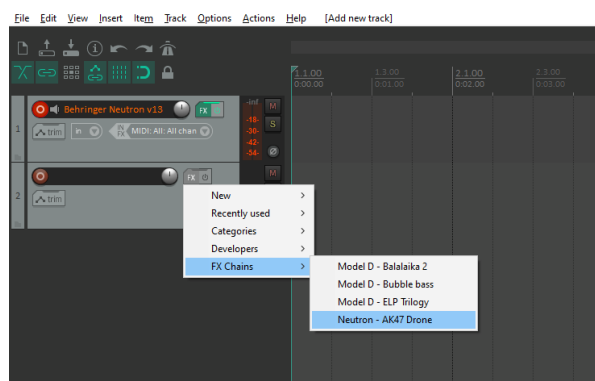 File Edit View Insert Item Track Options Actions Help [Add new track]
1.1.00 1.3.00 2.1.00 2.3.00
0:00.00 0:01.00 0:02.00 0:03.00
1 Behringer Neutron v13 FX -inf M
trim in IN FX MIDI: All: All chan -18- S
-30-
-42-
-54-
FX M
2 trim
New
Recently used
Categories
Developers
FX Chains
Model D - Balalaika 2
Model D - Bubble bass
Model D - ELP Trilogy
Neutron - AK47 Drone